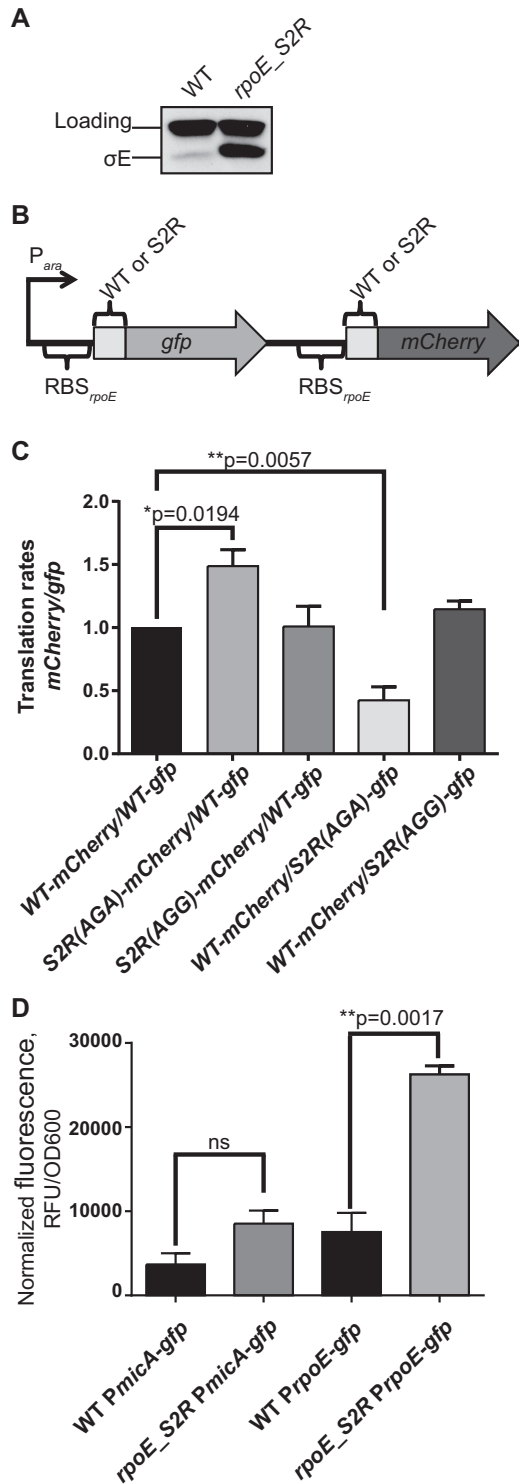 A
WT
rpoE_S2R
Loading
σE
B
P ara
WT or S2R
WT or S2R
gfp
mCherry
RBS rpoE
RBS rpoE
C
**p=0.0057
*p=0.0194
Translation rates
mCherry/gfp
2.0
1.5
1.0
0.5
0.0
WT-mCherry/WT-gfp
S2R(AGA)-mCherry/WT-gfp
S2R(AGG)-mCherry/WT-gfp
WT-mCherry/S2R(AGA)-gfp
WT-mCherry/S2R(AGG)-gfp
D
**p=0.0017
ns
Normalized fluorescence,
RFU/OD600
30000
20000
10000
0
WT PmicA-gfp
rpoE_S2R PmicA-gfp
WT PrpoE-gfp
rpoE_S2R PrpoE-gfp